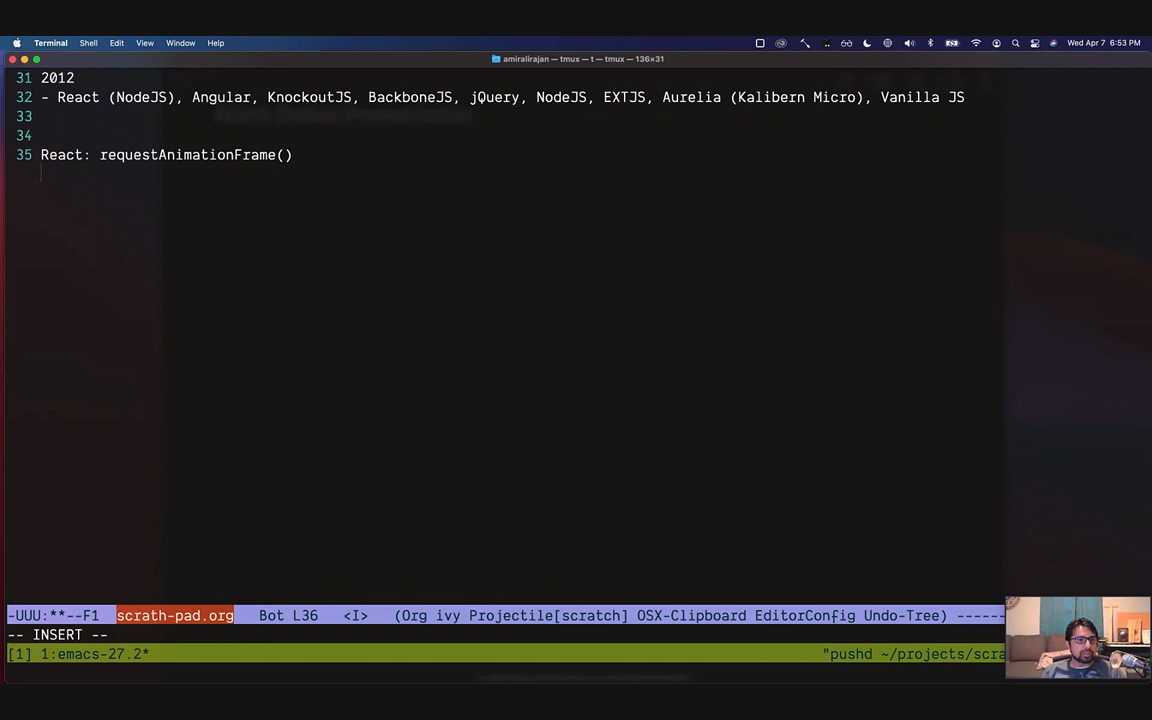 Terminal Shell Edit View Window Help Wed Apr 7 6:53 PM
amiralirajan — tmux — t — tmux — 136×31
31 2012
32 - React (NodeJS), Angular, KnockoutJS, BackboneJS, jQuery, NodeJS, EXTJS, Aurelia (Kalibern Micro), Vanilla JS
33
34
35 React: requestAnimationFrame()
-UUU:**--F1 scrath-pad.org Bot L36 <I> (Org ivy Projectile[scratch] OSX-Clipboard EditorConfig Undo-Tree) ------
-- INSERT --
[1] 1:emacs-27.2* "pushd ~/projects/scra